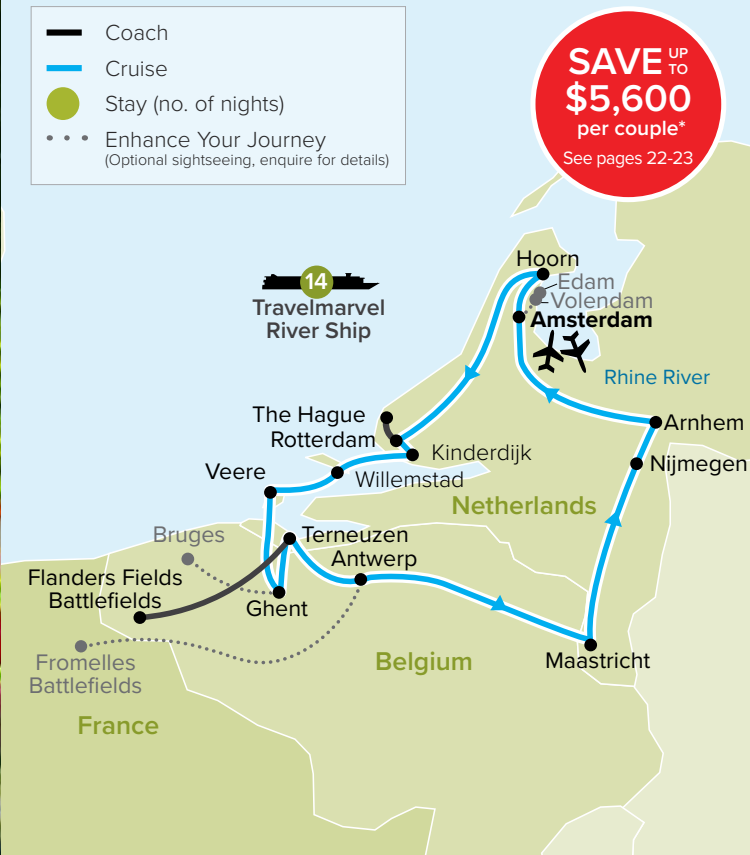 Coach
Cruise
Stay (no. of nights)
Enhance Your Journey
(Optional sightseeing, enquire for details)
SAVE UP TO
$5,600
per couple*
See pages 22-23
Hoorn
Edam
Volendam
Amsterdam
14
Travelmarvel
River Ship
Rhine River
The Hague
Rotterdam
Arnhem
Kinderdijk
Nijmegen
Veere
Willemstad
Netherlands
Bruges
Terneuzen
Antwerp
Flanders Fields
Battlefields
Ghent
Fromelles
Battlefields
Belgium
Maastricht
France